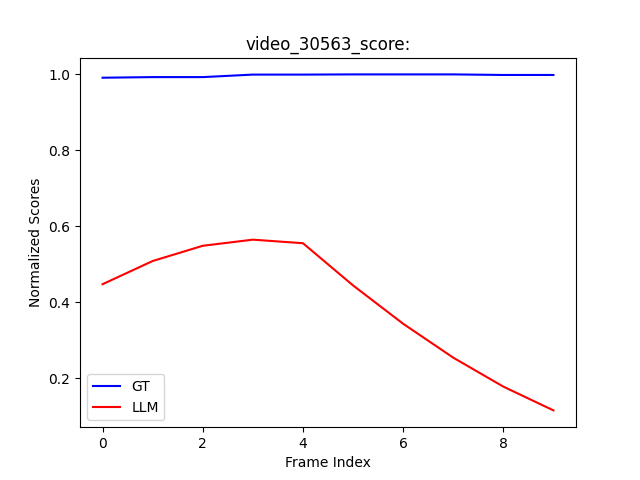 video_30563_score:
Normalized Scores
1.0
0.8
0.6
0.4
0.2
GT
LLM
0 2 4 6 8
Frame Index